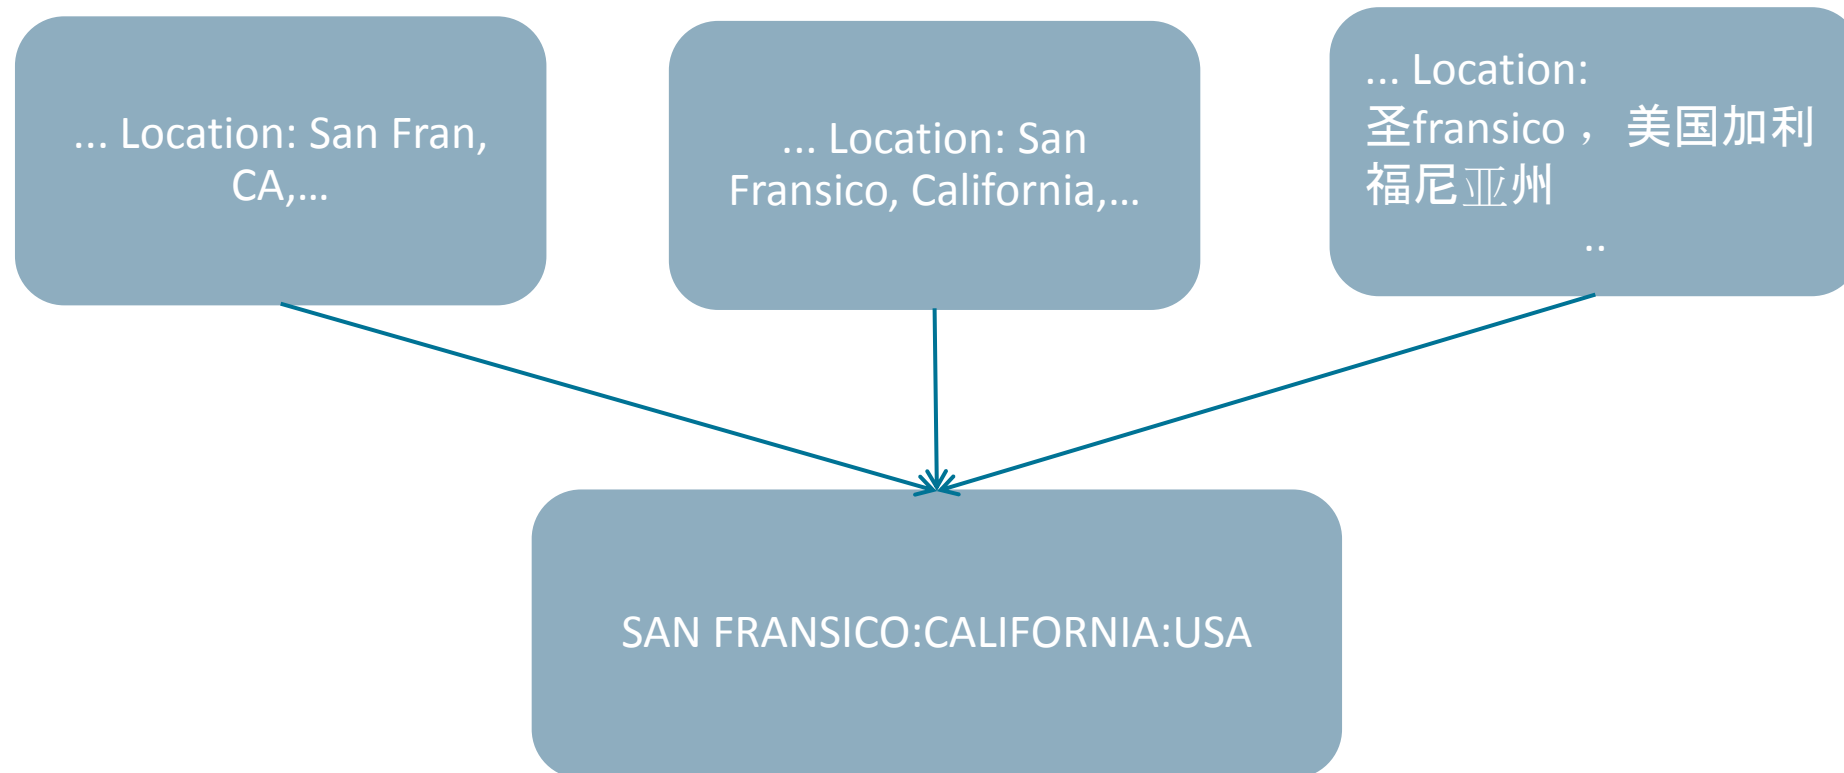 ... Location: San Fran,
CA,...
... Location: San
Fransico, California,...
... Location:
圣fransico ， 美国加利
福尼亚州
..
SAN FRANSICO:CALIFORNIA:USA